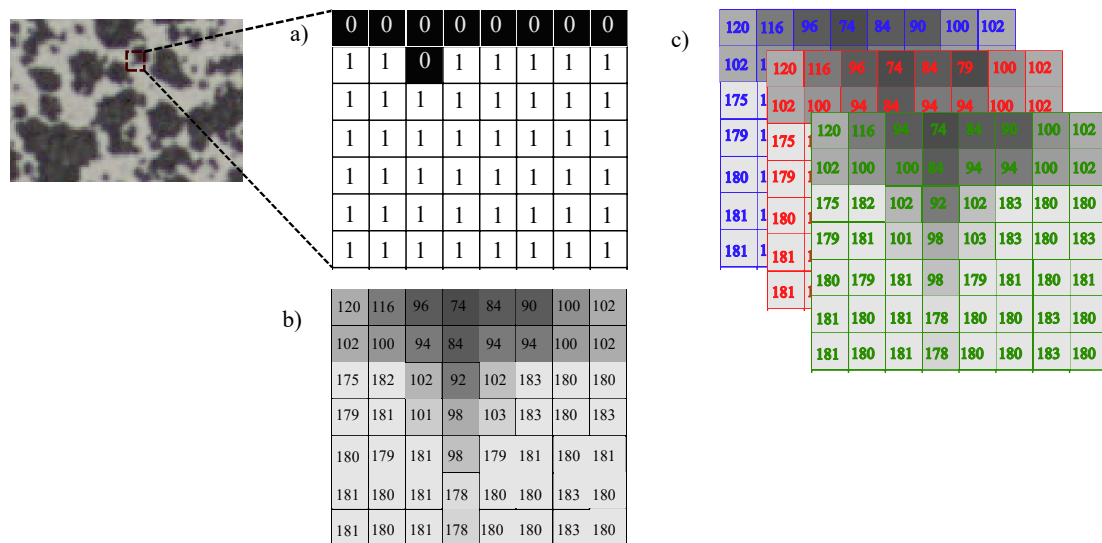 a)
0 0 0 0 0 0 0 0
1 1 0 1 1 1 1 1
1 1 1 1 1 1 1 1
1 1 1 1 1 1 1 1
1 1 1 1 1 1 1 1
1 1 1 1 1 1 1 1
1 1 1 1 1 1 1 1
b)
120 116 96 74 84 90 100 102
102 100 94 84 94 94 100 102
175 182 102 92 102 183 180 180
179 181 101 98 103 183 180 183
180 179 181 98 179 181 180 181
181 180 181 178 180 180 183 180
181 180 181 178 180 180 183 180
c)
120 116 96 74 84 90 100 102
102
175
179
180
181
181
120 116 96 74 84 79 100 102
102 100 94 84 94 94 100 102
175
179
180
181
181
120 116 94 74 84 90 100 102
102 100 100 84 94 94 100 102
175 182 102 92 102 183 180 180
179 181 101 98 103 183 180 183
180 179 181 98 179 181 180 181
181 180 181 178 180 180 183 180
181 180 181 178 180 180 183 180